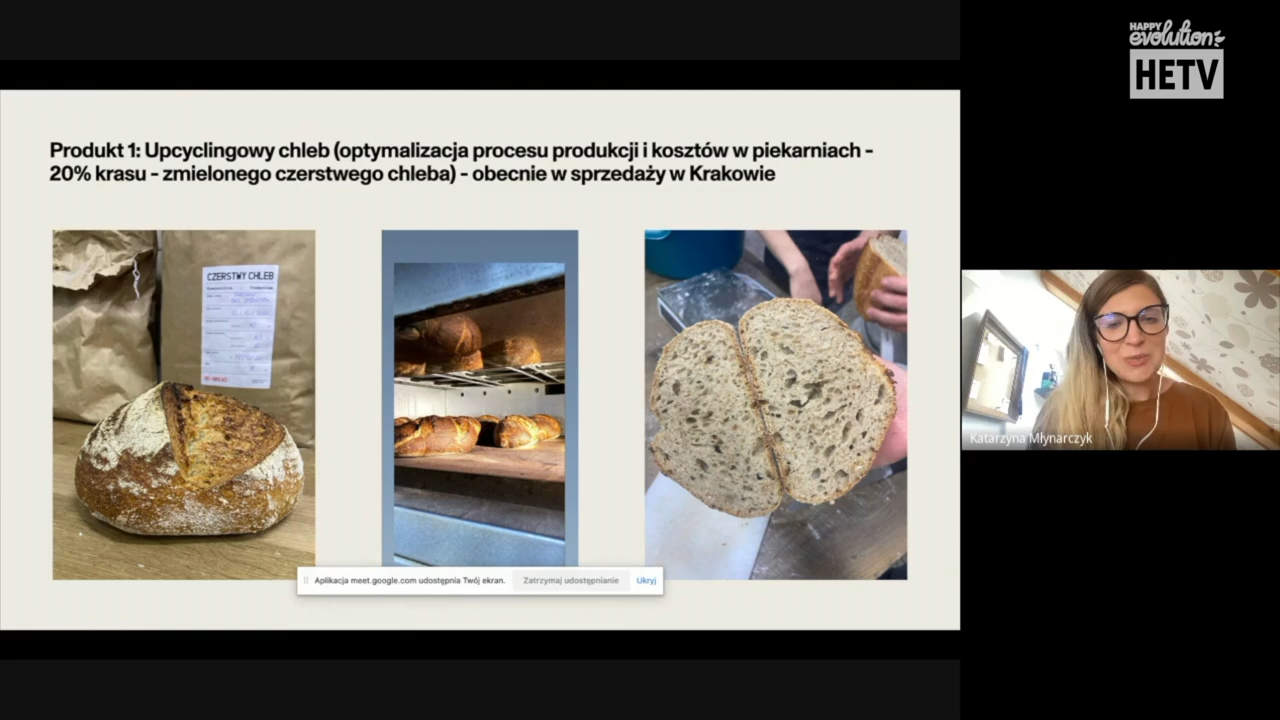 HAPPY
evolution
HETV
Produkt 1: Upcyclingowy chleb (optymalizacja procesu produkcji i kosztów w piekarniach -
20% krasu - zmielonego czerstwego chleba) - obecnie w sprzedaży w Krakowie
CZERSTWY CHLEB
Katarzyna Młynarczyk
Aplikacja meet.google.com udostępnia Twój ekran.
Zatrzymaj udostępnianie
Ukryj